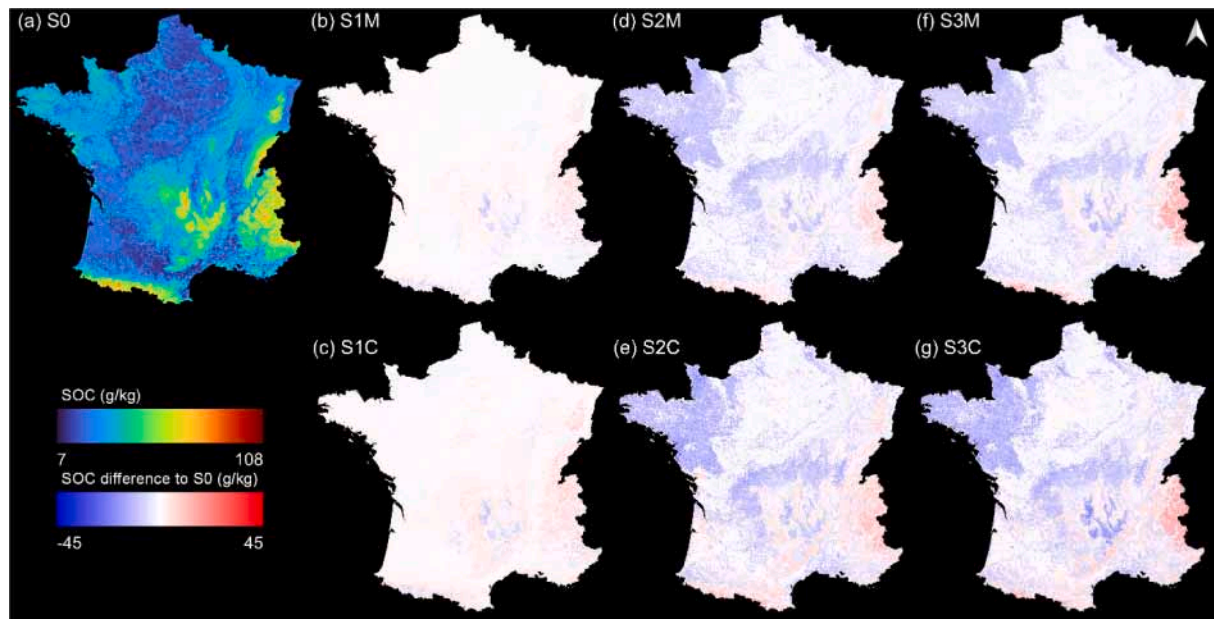 (a) S0
(b) S1M
(d) S2M
(f) S3M
(c) S1C
(e) S2C
(g) S3C
SOC (g/kg)
7 108
SOC difference to S0 (g/kg)
-45 45